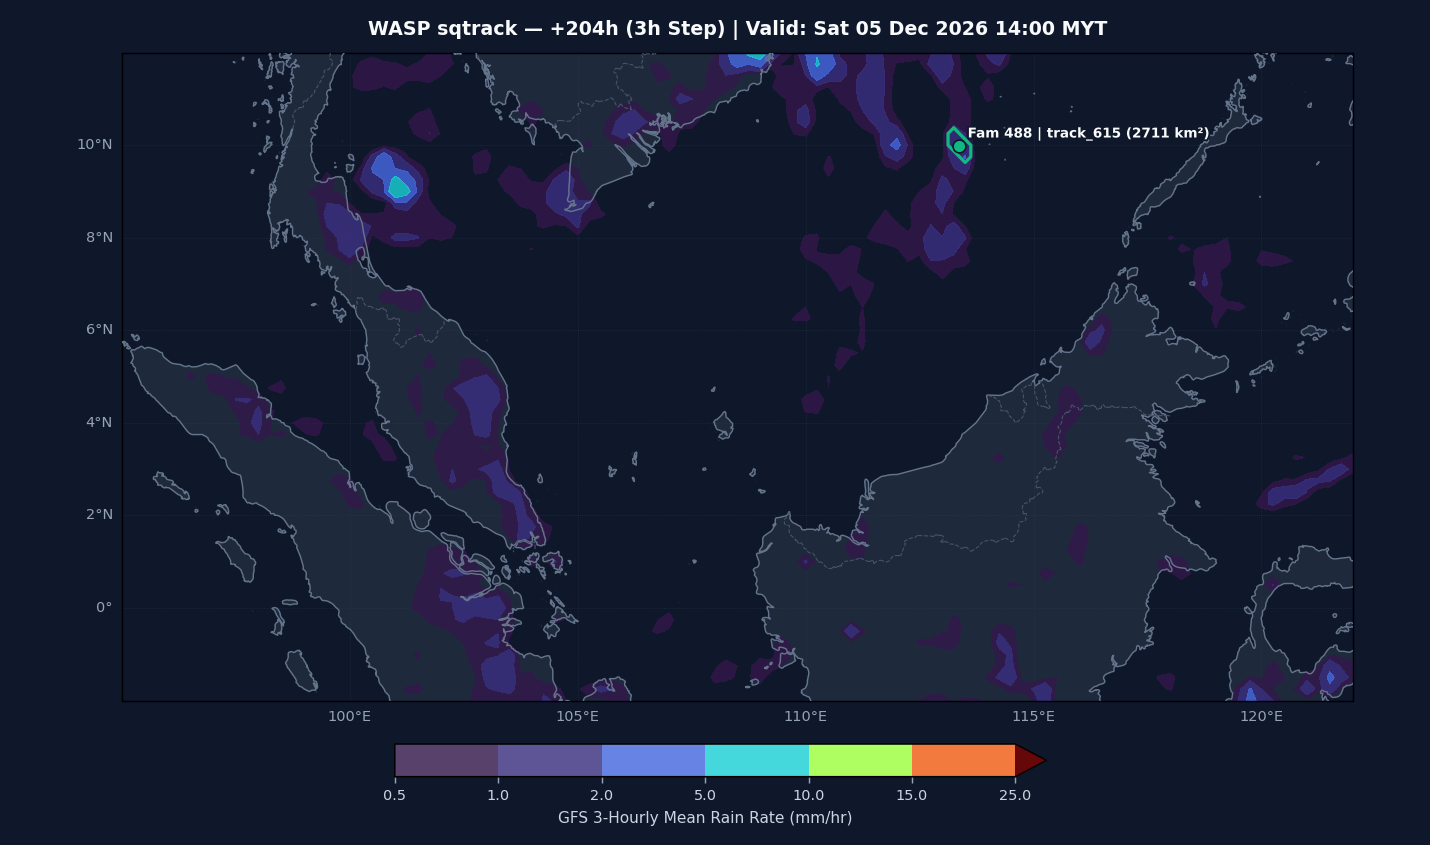 WASP sqtrack — +204h (3h Step) | Valid: Sat 05 Dec 2026 14:00 MYT
Fam 488 | track_615 (2711 km²)
10°N
8°N
6°N
4°N
2°N
0°
100°E 105°E 110°E 115°E 120°E
0.5 1.0 2.0 5.0 10.0 15.0 25.0
GFS 3-Hourly Mean Rain Rate (mm/hr)